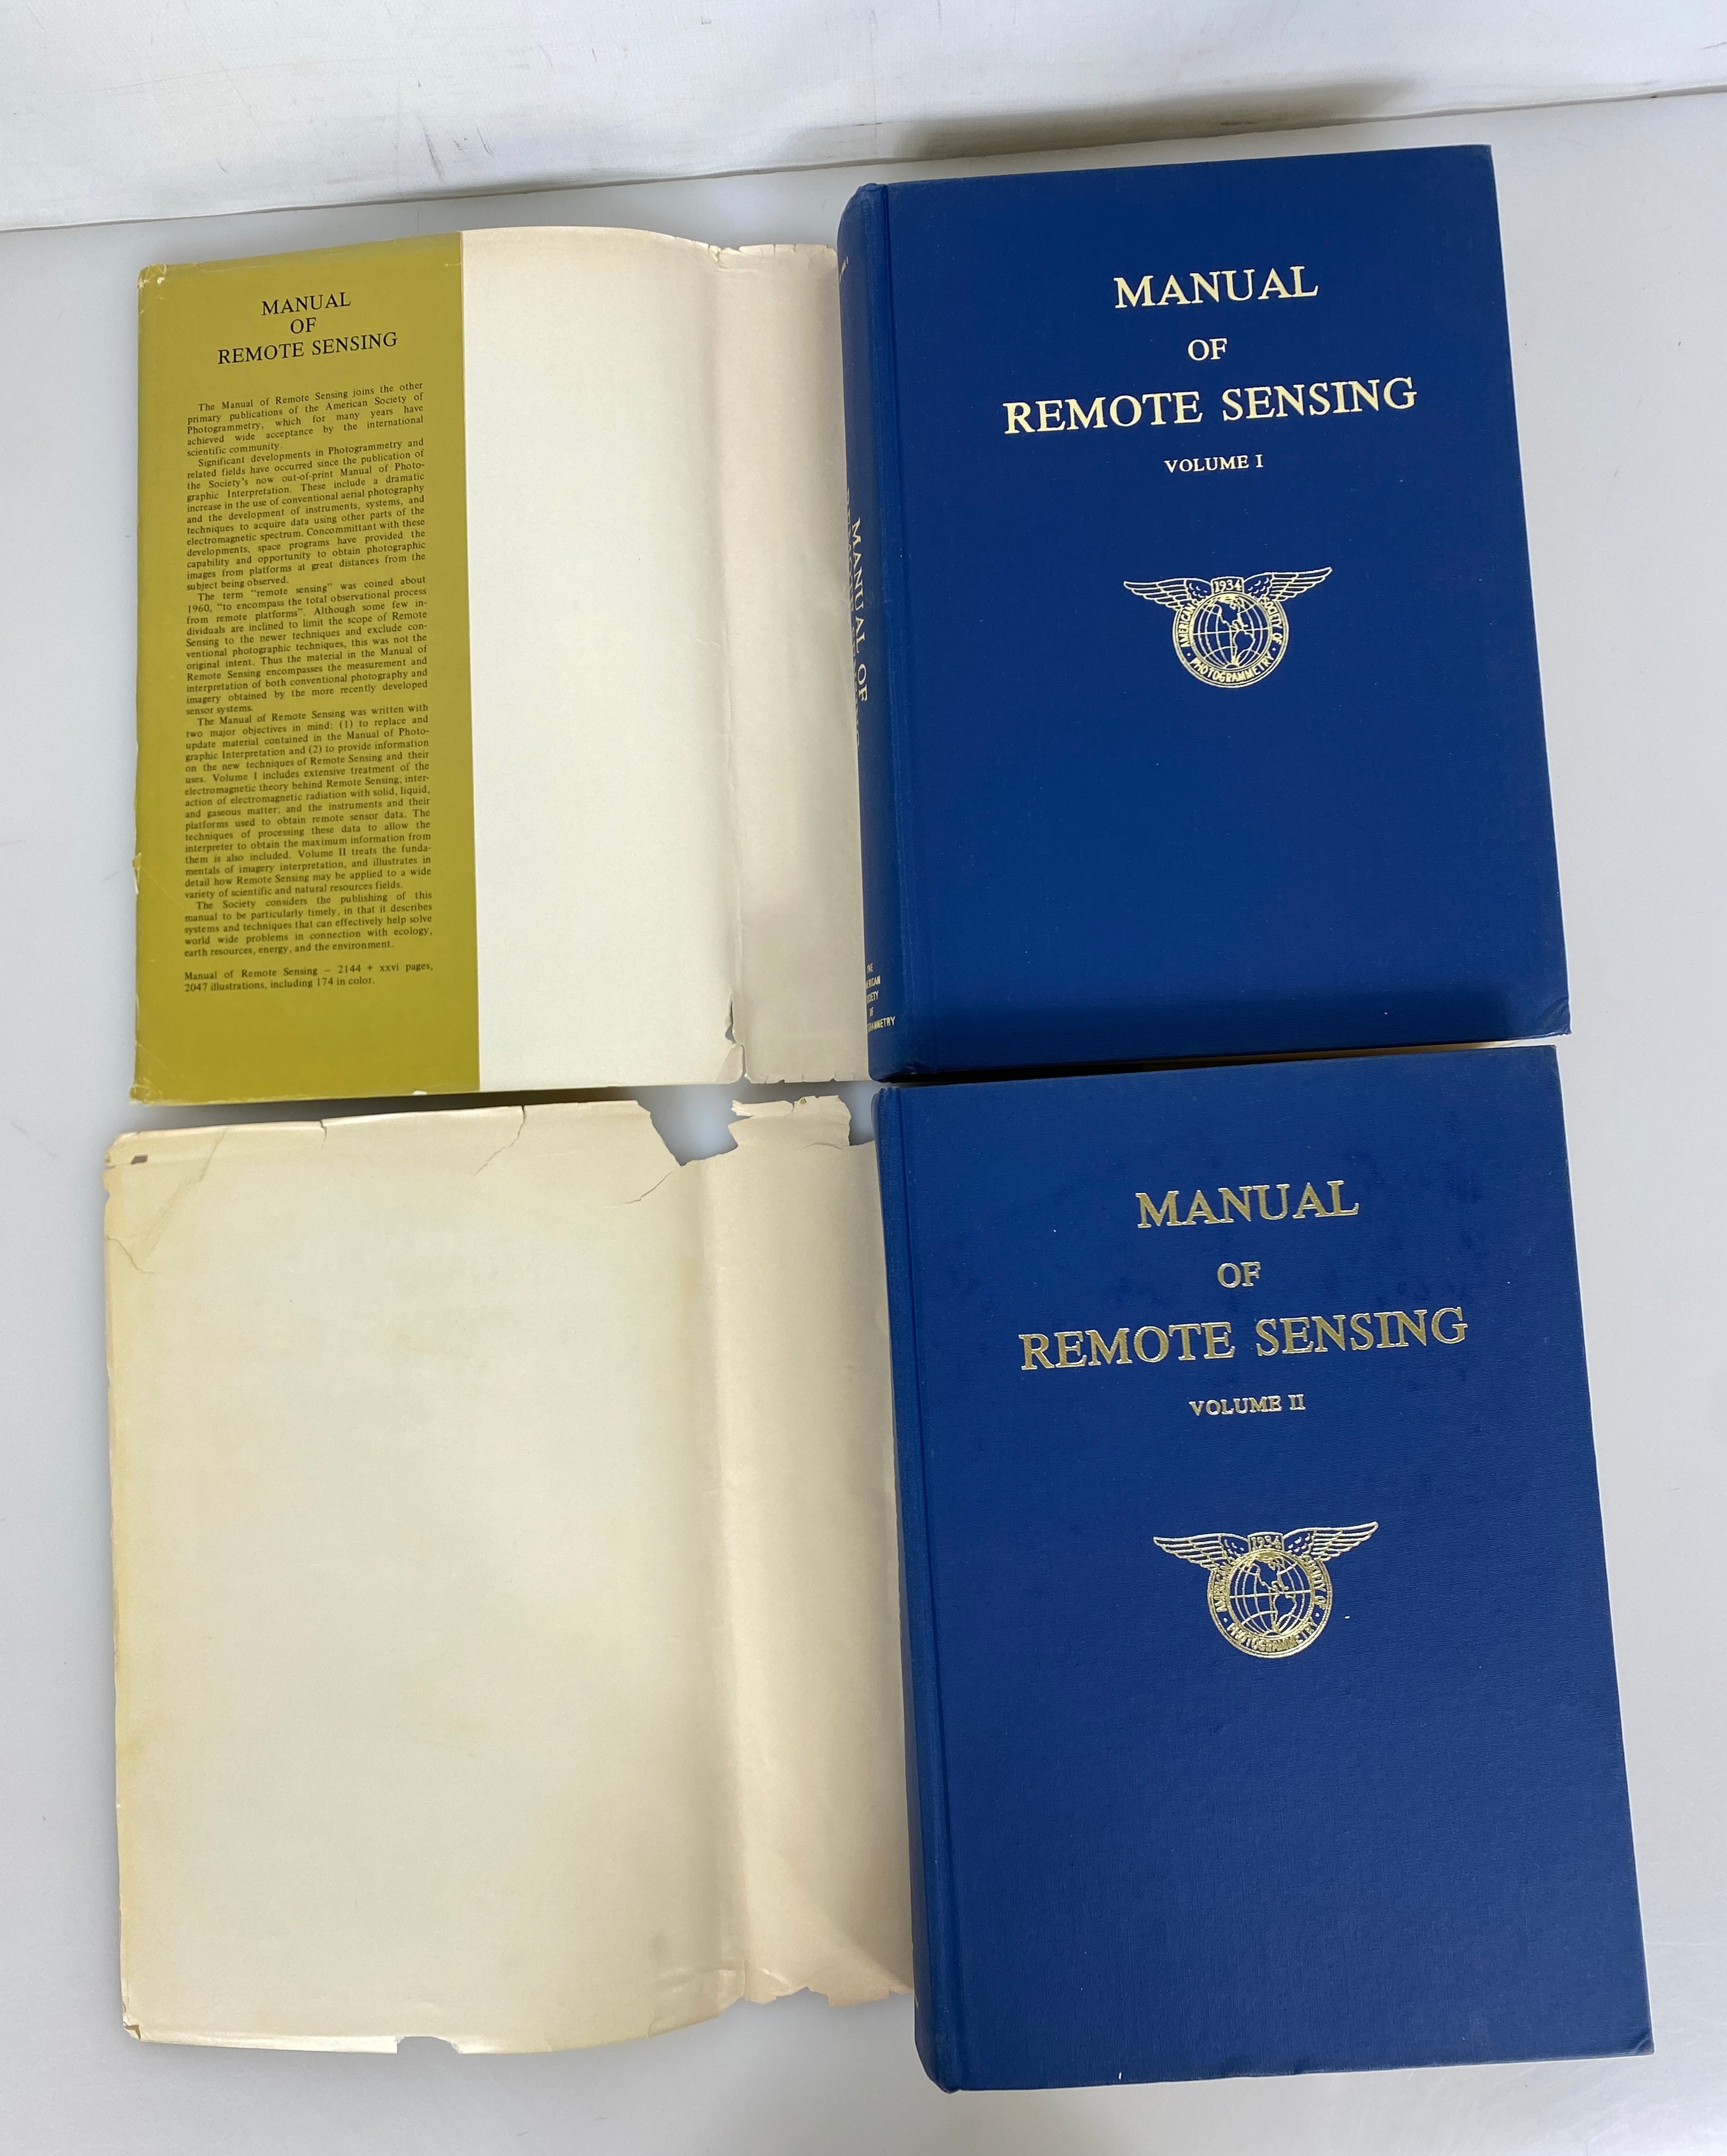 MANUAL
OF
REMOTE SENSING
The Manual of Remote Sensing joins the other
primary publications of the American Society of
Photogrammetry, which for many years have
achieved wide acceptance by the international
scientific community.
Significant developments in Photogrammetry and
related fields have occurred since the publication of
the Society's now out-of-print Manual of Photo-
graphic Interpretation. These include a dramatic
increase in the use of conventional aerial photography
and the development of instruments, systems, and
techniques to acquire data using other parts of the
electromagnetic spectrum. Concommittant with these
developments, space programs have provided the
capability and opportunity to obtain photographic
images from platforms at great distances from the
subject being observed.
The term "remote sensing" was coined about
1960, "to encompass the total observational process
from remote platforms". Although some few in-
dividuals are inclined to limit the scope of Remote
Sensing to the newer techniques and exclude con-
ventional photographic techniques, this was not the
original intent. Thus the material in the Manual of
Remote Sensing encompasses the measurement and
interpretation of both conventional photography and
imagery obtained by the more recently developed
sensor systems.
The Manual of Remote Sensing was written with
two major objectives in mind: (1) to replace and
update material contained in the Manual of Photo-
graphic Interpretation and (2) to provide information
on the new techniques of Remote Sensing and their
uses. Volume I includes extensive treatment of the
electromagnetic theory behind Remote Sensing; inter-
action of electromagnetic radiation with solid, liquid,
and gaseous matter; and the instruments and their
platforms used to obtain remote sensor data. The
techniques of processing these data to allow the
interpreter to obtain the maximum information from
them is also included. Volume II treats the funda-
mentals of imagery interpretation, and illustrates in
detail how Remote Sensing may be applied to a wide
variety of scientific and natural resources fields.
The Society considers the publishing of this
manual to be particularly timely, in that it describes
systems and techniques that can effectively help solve
world wide problems in connection with ecology,
earth resources, energy, and the environment.
Manual of Remote Sensing – 2144 + xxvi pages,
2047 illustrations, including 174 in color.
MANUAL OF
OF
MANUAL
OF
REMOTE SENSING
VOLUME I
1934
AMERICAN SOCIETY OF
PHOTOGRAMMETRY
MANUAL
OF
REMOTE SENSING
VOLUME II
1934
AMERICAN SOCIETY OF
PHOTOGRAMMETRY